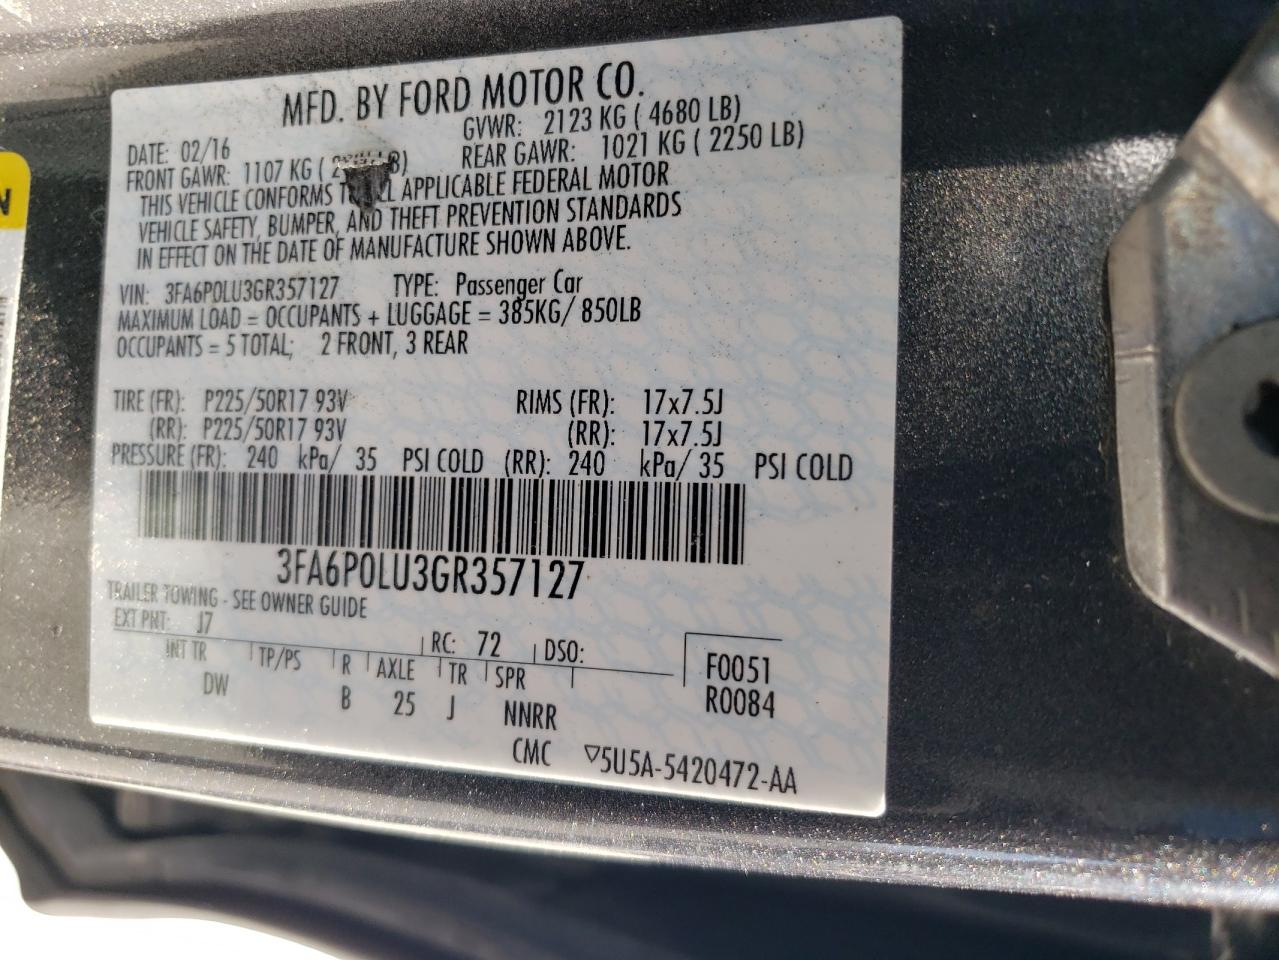 MFD. BY FORD MOTOR CO.
DATE: 02/16 GVWR: 2123 KG ( 4680 LB)
FRONT GAWR: 1107 KG ( REAR GAWR: 1021 KG ( 2250 LB)
THIS VEHICLE CONFORMS APPLICABLE FEDERAL MOTOR
VEHICLE SAFETY, BUMPER, AND THEFT PREVENTION STANDARDS
IN EFFECT ON THE DATE OF MANUFACTURE SHOWN ABOVE.
VIN: 3FA6P0LU3GR357127 TYPE: Passenger Car
MAXIMUM LOAD = OCCUPANTS + LUGGAGE = 385KG/ 850LB
OCCUPANTS = 5 TOTAL; 2 FRONT, 3 REAR
TIRE (FR): P225/50R17 93V RIMS (FR): 17x7.5J
(RR): P225/50R17 93V (RR): 17x7.5J
PRESSURE (FR): 240 kPa/ 35 PSI COLD (RR): 240 kPa/ 35 PSI COLD
3FA6P0LU3GR357127
TRAILER TOWING - SEE OWNER GUIDE
EXT PNT: J7 RC: 72 DSO:
INT TR TP/PS R AXLE TR SPR F0051
DW B 25 J NNRR R0084
CMC ▽5U5A-5420472-AA